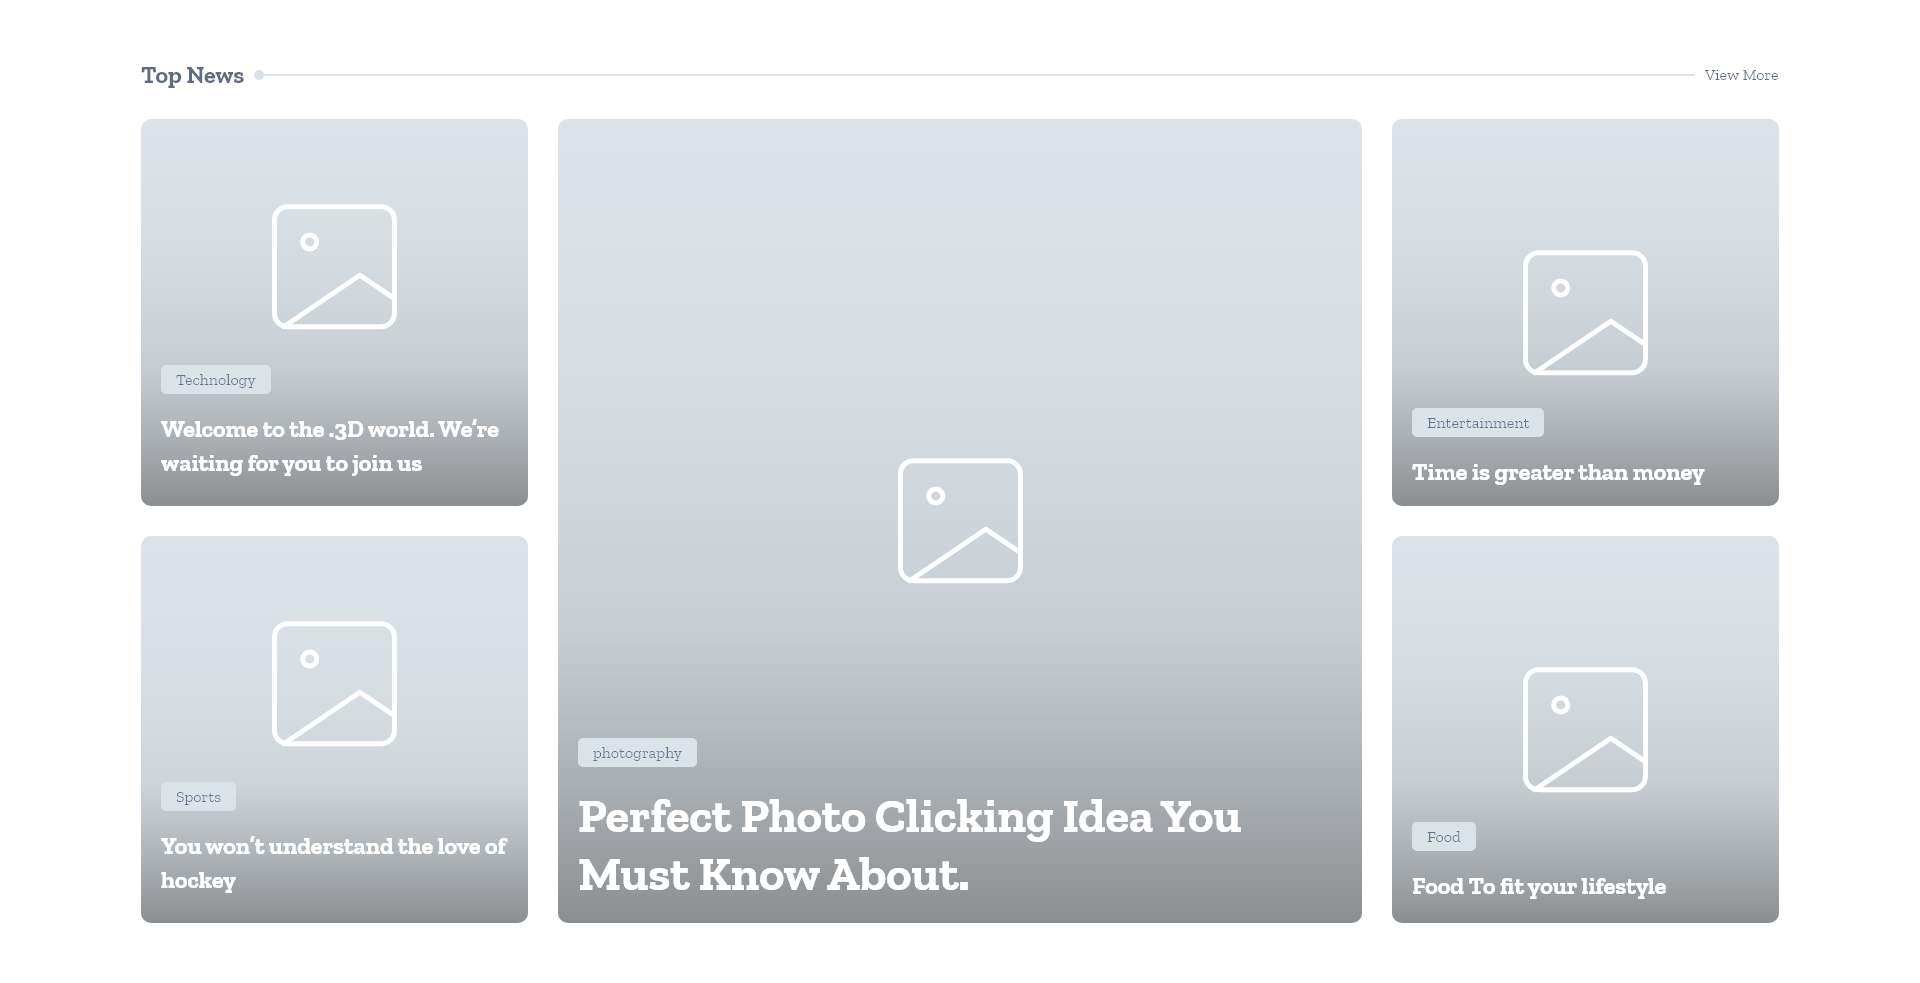 Top News
View More
Technology
Welcome to the .3D world. We’re
waiting for you to join us
Sports
You won’t understand the love of
hockey
photography
Perfect Photo Clicking Idea You
Must Know About.
Entertainment
Time is greater than money
Food
Food To fit your lifestyle